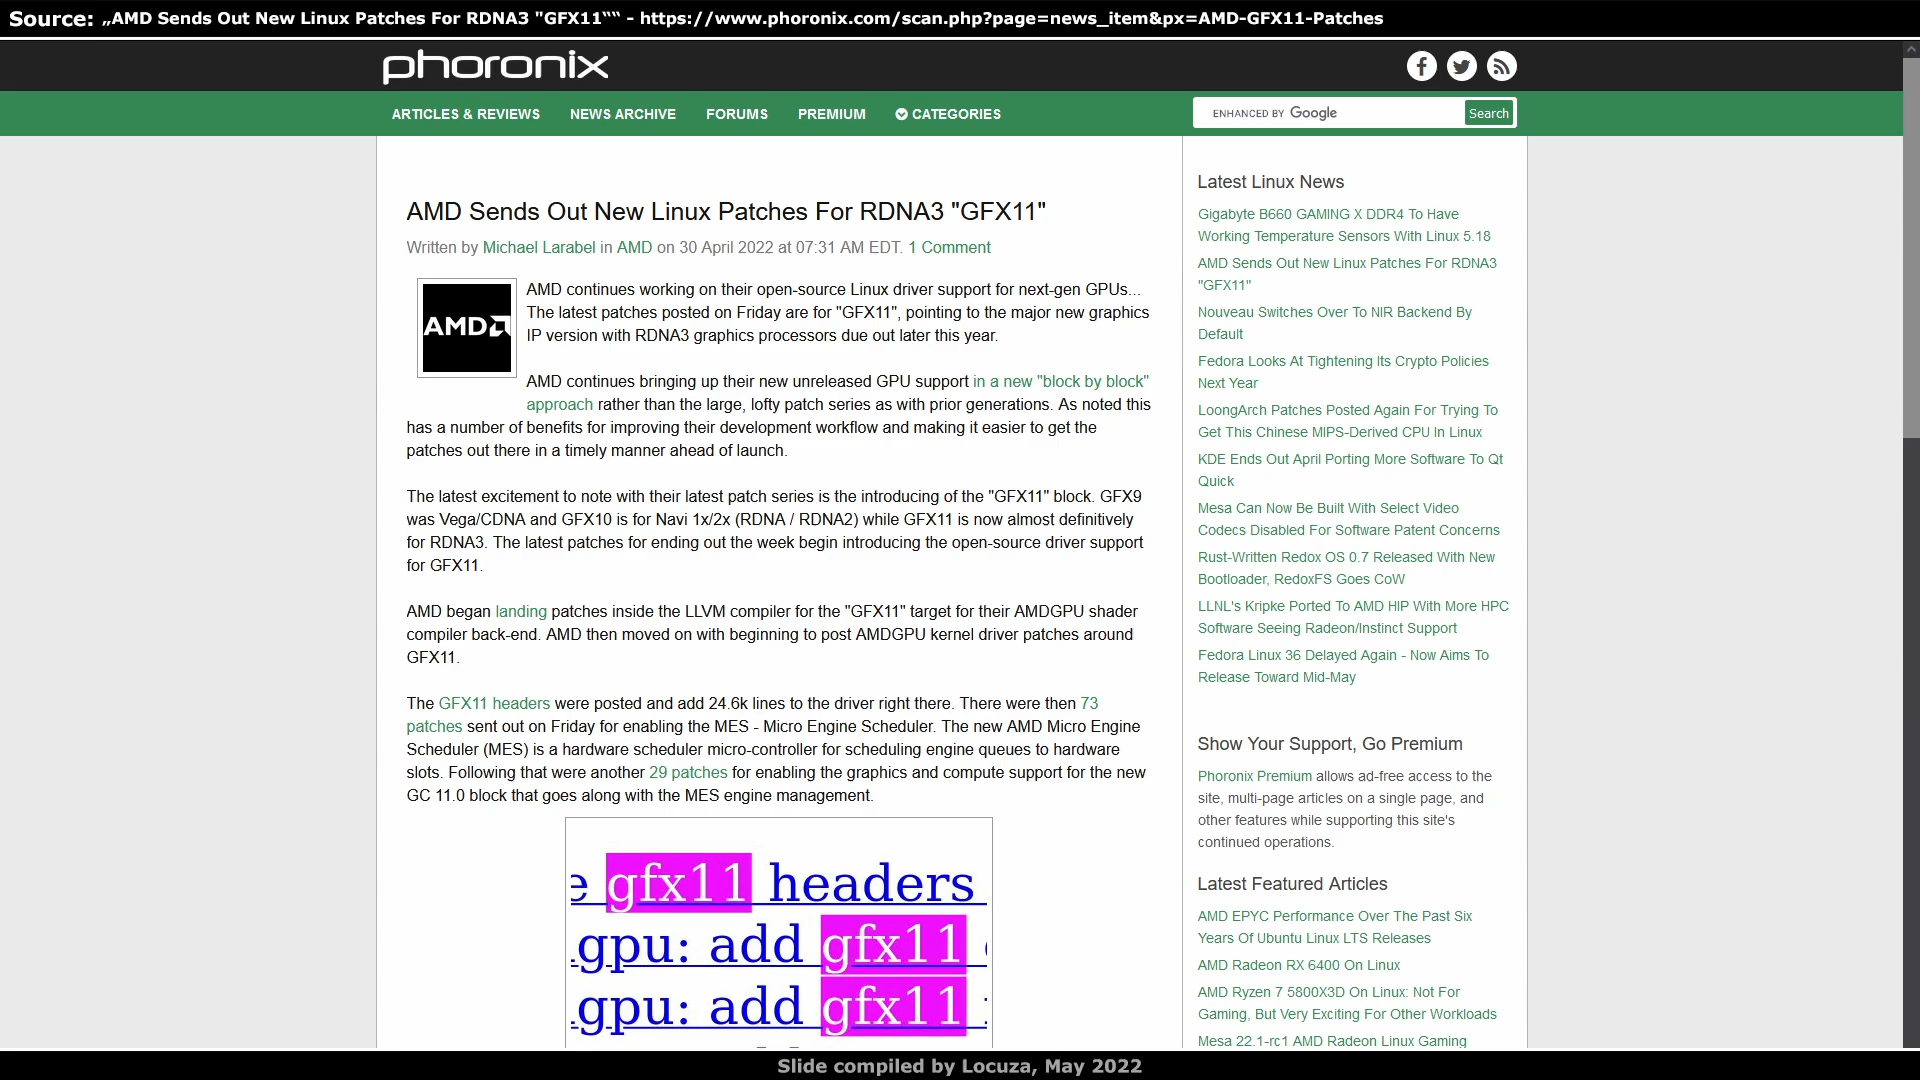 Source: „AMD Sends Out New Linux Patches For RDNA3 "GFX11““ - https://www.phoronix.com/scan.php?page=news_item&px=AMD-GFX11-Patches
phoronix
ARTICLES & REVIEWS NEWS ARCHIVE FORUMS PREMIUM CATEGORIES
ENHANCED BY Google Search
AMD Sends Out New Linux Patches For RDNA3 "GFX11"
Written by Michael Larabel in AMD on 30 April 2022 at 07:31 AM EDT. 1 Comment
AMD
AMD continues working on their open-source Linux driver support for next-gen GPUs...
The latest patches posted on Friday are for "GFX11", pointing to the major new graphics
IP version with RDNA3 graphics processors due out later this year.
AMD continues bringing up their new unreleased GPU support in a new "block by block"
approach rather than the large, lofty patch series as with prior generations. As noted this
has a number of benefits for improving their development workflow and making it easier to get the
patches out there in a timely manner ahead of launch.
The latest excitement to note with their latest patch series is the introducing of the "GFX11" block. GFX9
was Vega/CDNA and GFX10 is for Navi 1x/2x (RDNA / RDNA2) while GFX11 is now almost definitively
for RDNA3. The latest patches for ending out the week begin introducing the open-source driver support
for GFX11.
AMD began landing patches inside the LLVM compiler for the "GFX11" target for their AMDGPU shader
compiler back-end. AMD then moved on with beginning to post AMDGPU kernel driver patches around
GFX11.
The GFX11 headers were posted and add 24.6k lines to the driver right there. There were then 73
patches sent out on Friday for enabling the MES - Micro Engine Scheduler. The new AMD Micro Engine
Scheduler (MES) is a hardware scheduler micro-controller for scheduling engine queues to hardware
slots. Following that were another 29 patches for enabling the graphics and compute support for the new
GC 11.0 block that goes along with the MES engine management.
e gfx11 headers
gpu: add gfx11
gpu: add gfx11
Latest Linux News
Gigabyte B660 GAMING X DDR4 To Have
Working Temperature Sensors With Linux 5.18
AMD Sends Out New Linux Patches For RDNA3
"GFX11"
Nouveau Switches Over To NIR Backend By
Default
Fedora Looks At Tightening Its Crypto Policies
Next Year
LoongArch Patches Posted Again For Trying To
Get This Chinese MIPS-Derived CPU In Linux
KDE Ends Out April Porting More Software To Qt
Quick
Mesa Can Now Be Built With Select Video
Codecs Disabled For Software Patent Concerns
Rust-Written Redox OS 0.7 Released With New
Bootloader, RedoxFS Goes CoW
LLNL's Kripke Ported To AMD HIP With More HPC
Software Seeing Radeon/Instinct Support
Fedora Linux 36 Delayed Again - Now Aims To
Release Toward Mid-May
Show Your Support, Go Premium
Phoronix Premium allows ad-free access to the
site, multi-page articles on a single page, and
other features while supporting this site's
continued operations.
Latest Featured Articles
AMD EPYC Performance Over The Past Six
Years Of Ubuntu Linux LTS Releases
AMD Radeon RX 6400 On Linux
AMD Ryzen 7 5800X3D On Linux: Not For
Gaming, But Very Exciting For Other Workloads
Mesa 22.1-rc1 AMD Radeon Linux Gaming
Slide compiled by Locuza, May 2022